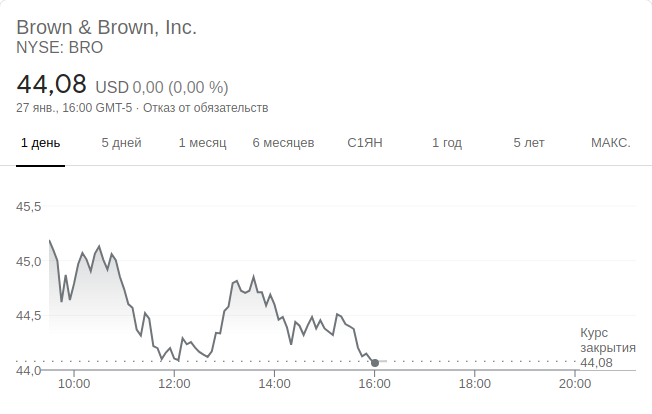 Brown & Brown, Inc.
NYSE: BRO
44,08 USD 0,00 (0,00 %)
27 янв., 16:00 GMT-5 · Отказ от обязательств
1 день 5 дней 1 месяц 6 месяцев С1ЯН 1 год 5 лет МАКС.
45,5
45,0
44,5
Курс
закрытия
44,08
44,0
10:00 12:00 14:00 16:00 18:00 20:00